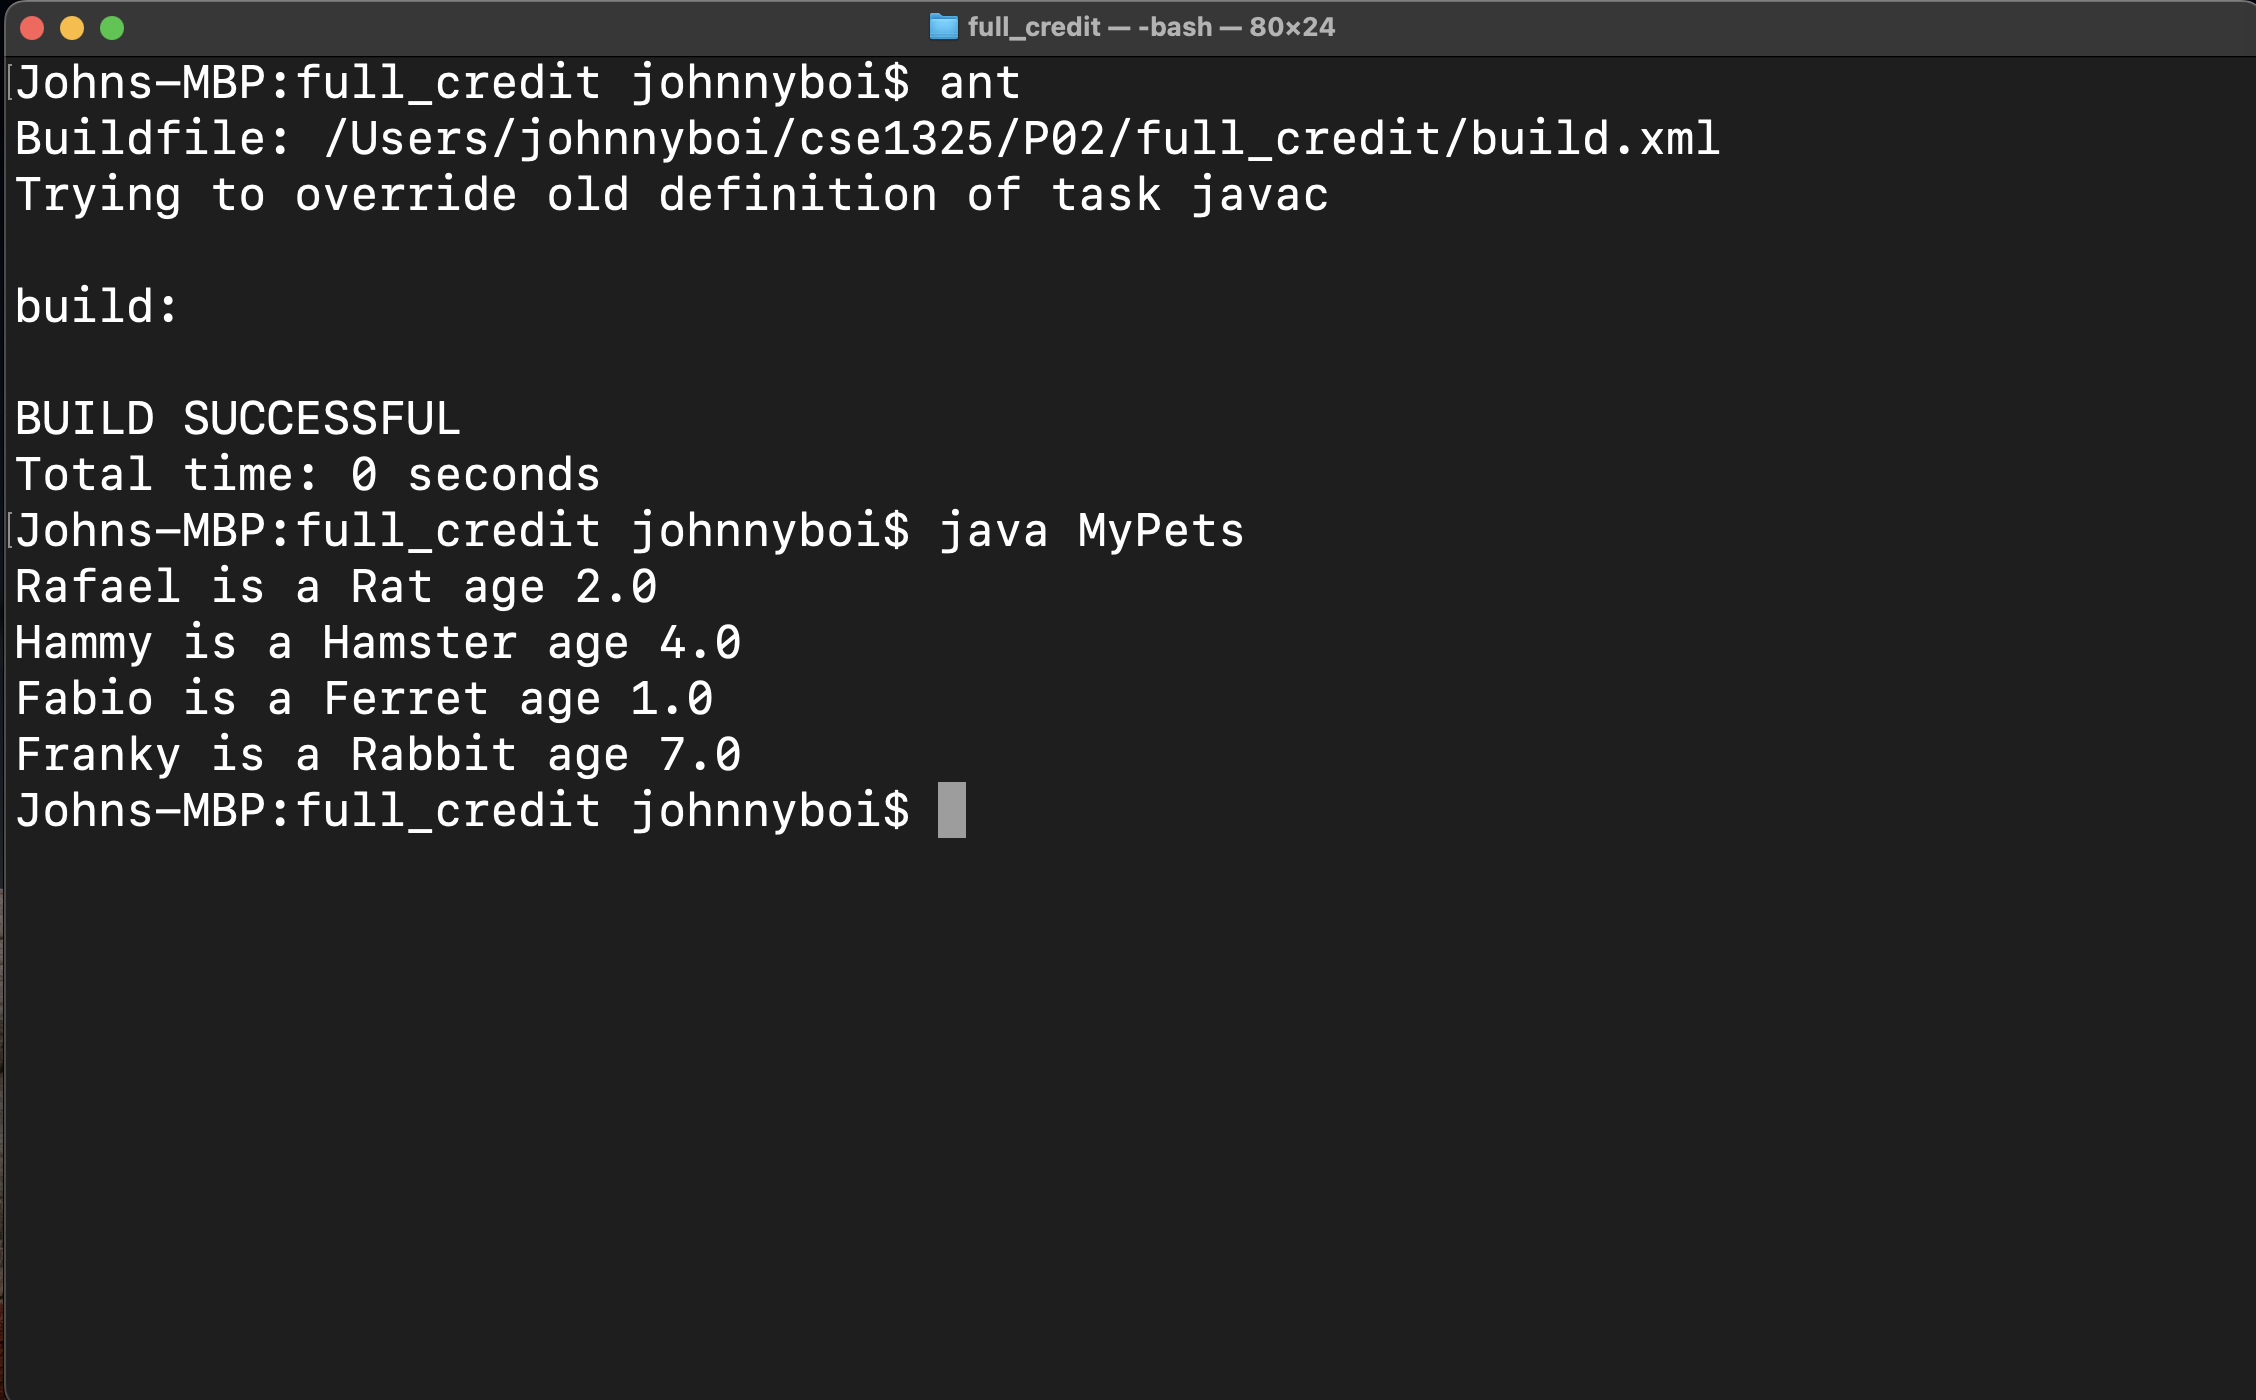 full_credit — -bash — 80×24
Johns-MBP:full_credit johnnyboi$ ant
Buildfile: /Users/johnnyboi/cse1325/P02/full_credit/build.xml
Trying to override old definition of task javac
build:
BUILD SUCCESSFUL
Total time: 0 seconds
Johns-MBP:full_credit johnnyboi$ java MyPets
Rafael is a Rat age 2.0
Hammy is a Hamster age 4.0
Fabio is a Ferret age 1.0
Franky is a Rabbit age 7.0
Johns-MBP:full_credit johnnyboi$